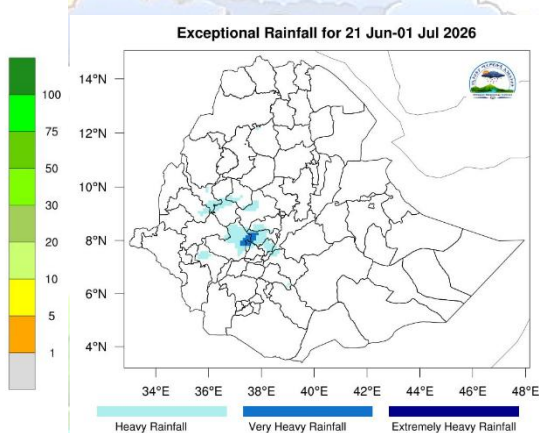 Exceptional Rainfall for 21 Jun-01 Jul 2026
100
75
50
30
20
10
5
1
14°N
12°N
10°N
8°N
6°N
4°N
34°E 36°E 38°E 40°E 42°E 44°E 46°E 48°E
Heavy Rainfall Very Heavy Rainfall Extremely Heavy Rainfall